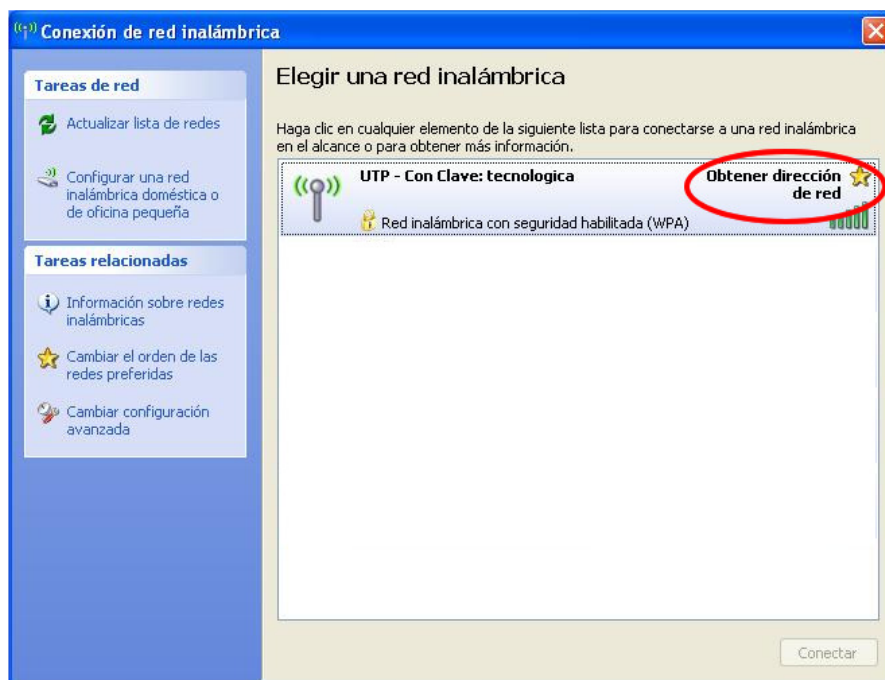 Conexión de red inalámbrica
Tareas de red
Actualizar lista de redes
Configurar una red
inalámbrica doméstica o
de oficina pequeña
Tareas relacionadas
Información sobre redes
inalámbricas
Cambiar el orden de las
redes preferidas
Cambiar configuración
avanzada
Elegir una red inalámbrica
Haga clic en cualquier elemento de la siguiente lista para conectarse a una red inalámbrica
en el alcance o para obtener más información.
UTP - Con Clave: tecnologica
Obtener dirección
de red
Red inalámbrica con seguridad habilitada (WPA)
Conectar